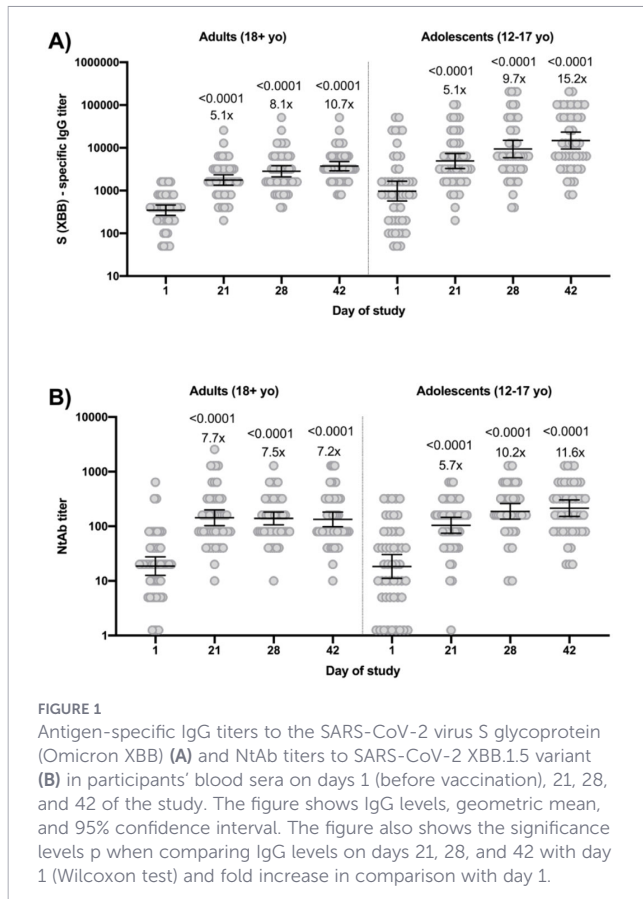 A)
Adults (18+ yo)
Adolescents (12-17 yo)
S (XBB) - specific IgG titer
1000000
100000
10000
1000
100
10
<0.0001
5.1x
<0.0001
8.1x
<0.0001
10.7x
<0.0001
5.1x
<0.0001
9.7x
<0.0001
15.2x
1 21 28 42 1 21 28 42
Day of study
B)
Adults (18+ yo)
Adolescents (12-17 yo)
NtAb titer
10000
1000
100
10
1
<0.0001
7.7x
<0.0001
7.5x
<0.0001
7.2x
<0.0001
5.7x
<0.0001
10.2x
<0.0001
11.6x
1 21 28 42 1 21 28 42
Day of study
FIGURE 1
Antigen-specific IgG titers to the SARS-CoV-2 virus S glycoprotein
(Omicron XBB) (A) and NtAb titers to SARS-CoV-2 XBB.1.5 variant
(B) in participants' blood sera on days 1 (before vaccination), 21, 28,
and 42 of the study. The figure shows IgG levels, geometric mean,
and 95% confidence interval. The figure also shows the significance
levels p when comparing IgG levels on days 21, 28, and 42 with day
1 (Wilcoxon test) and fold increase in comparison with day 1.